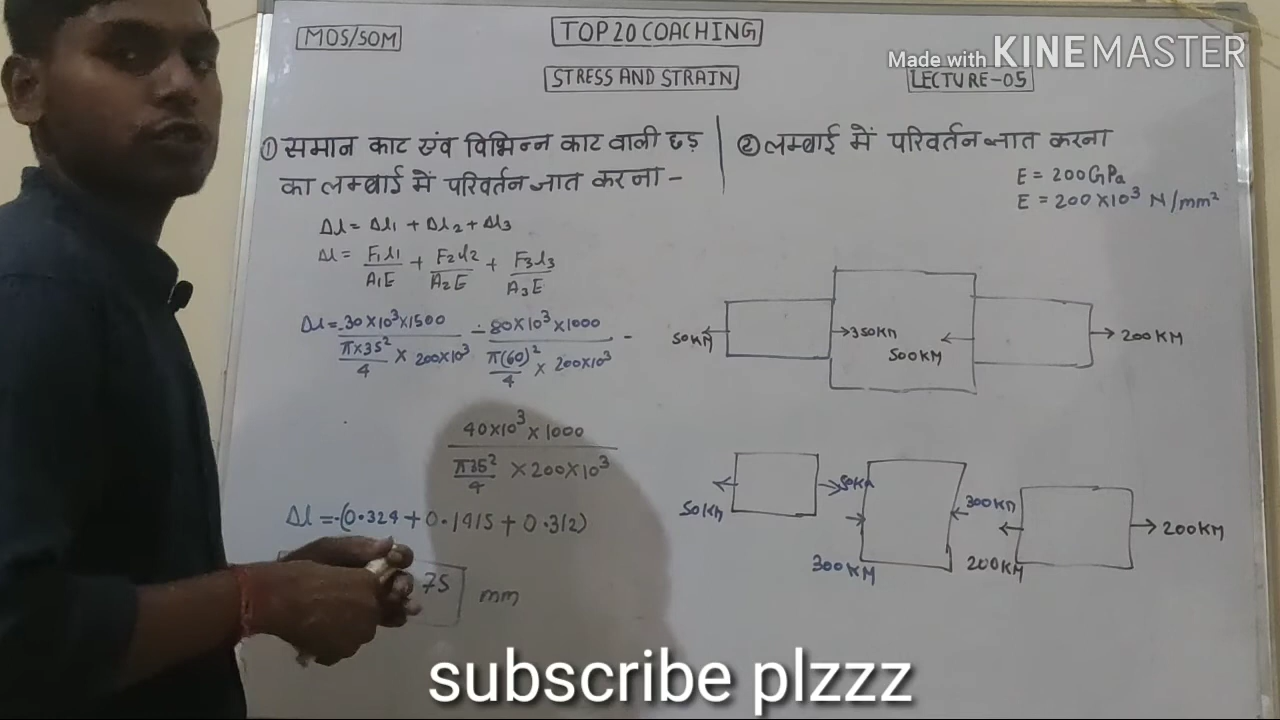 MOS/SOM
TOP 20 COACHING
Made with KINEMASTER
STRESS AND STRAIN
LECTURE-05
① समान काट एंव विभिन्न काट वाली छड़
का लम्बाई में परिवर्तन ज्ञात करना -
Δl = Δl1 + Δl2 + Δl3
Δl = F1l1/A1E + F2l2/A2E + F3l3/A3E
Δl = -30×10³×1500 / π×35²/4 × 200×10³ - 80×10³×1000 / π(60)²/4 × 200×10³ -
40×10³×1000 / π35²/4 × 200×10³
Δl = -(0.324 + 0.1415 + 0.312)
75 mm
② लम्बाई में परिवर्तन ज्ञात करना
E = 200GPa
E = 200×10³ N/mm²
50KN
350KN
500KN
200KN
50KN
50KN
300KN
300KN
200KN
200KN
subscribe plzzz